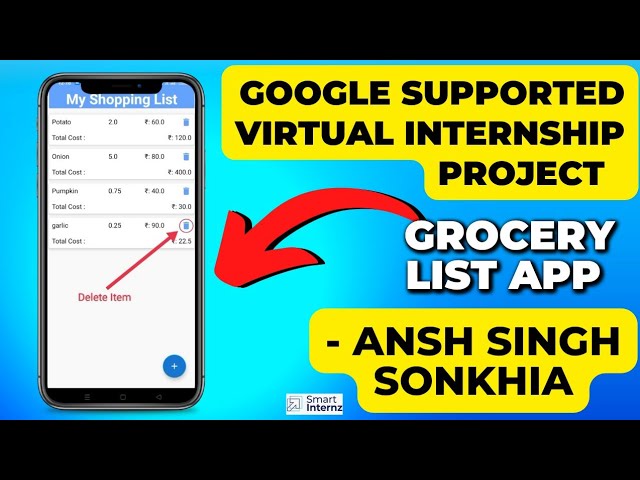 My Shopping List
Potato 2.0 ₹: 60.0
Total Cost : ₹: 120.0
Onion 5.0 ₹: 80.0
Total Cost : ₹: 400.0
Pumpkin 0.75 ₹: 40.0
Total Cost : ₹: 30.0
garlic 0.25 ₹: 90.0
Total Cost : ₹: 22.5
Delete Item
+
GOOGLE SUPPORTED
VIRTUAL INTERNSHIP
PROJECT
GROCERY
LIST APP
- ANSH SINGH
SONKHIA
Smart
Internz